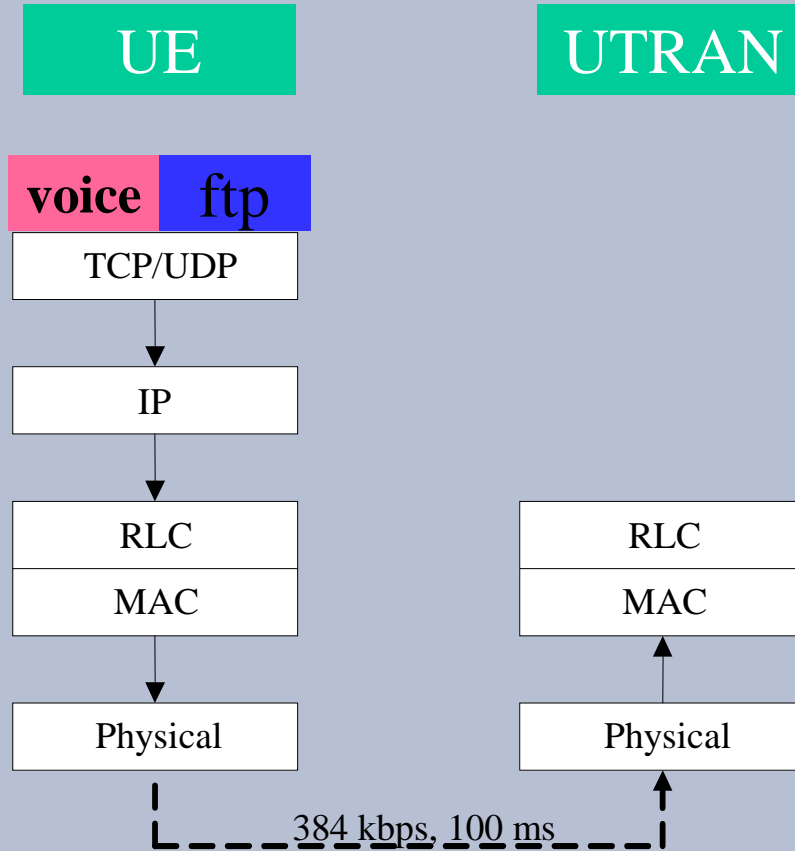 UE
UTRAN
voice
ftp
TCP/UDP
IP
RLC
RLC
MAC
MAC
Physical
Physical
384 kbps, 100 ms